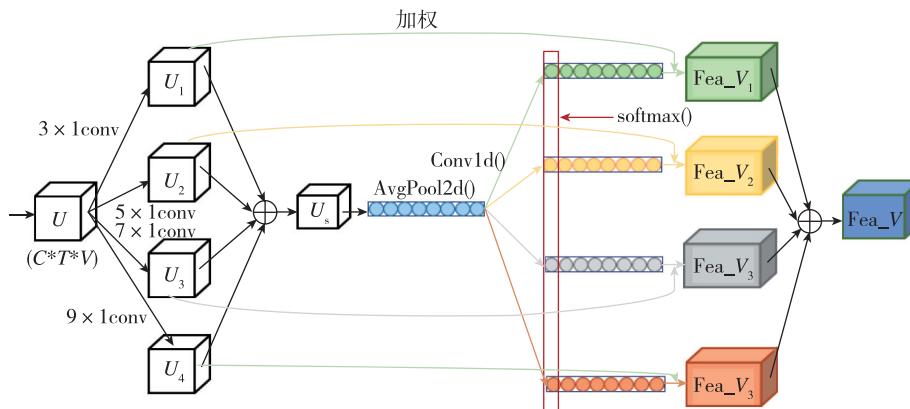 加权
U₁
Fea_V₁
3 × 1conv
softmax()
U₂
Conv1d()
Fea_V₂
AvgPool2d()
U
5 × 1conv
7 × 1conv
Uₛ
Fea_V
(C*T*V)
U₃
Fea_V₃
9 × 1conv
U₄
Fea_V₃